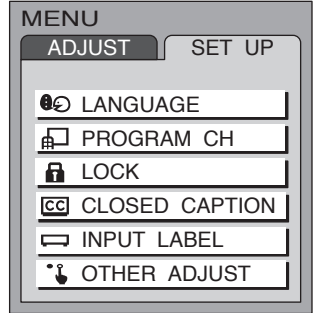 MENU
ADJUST SET UP
LANGUAGE
PROGRAM CH
LOCK
CC CLOSED CAPTION
INPUT LABEL
OTHER ADJUST